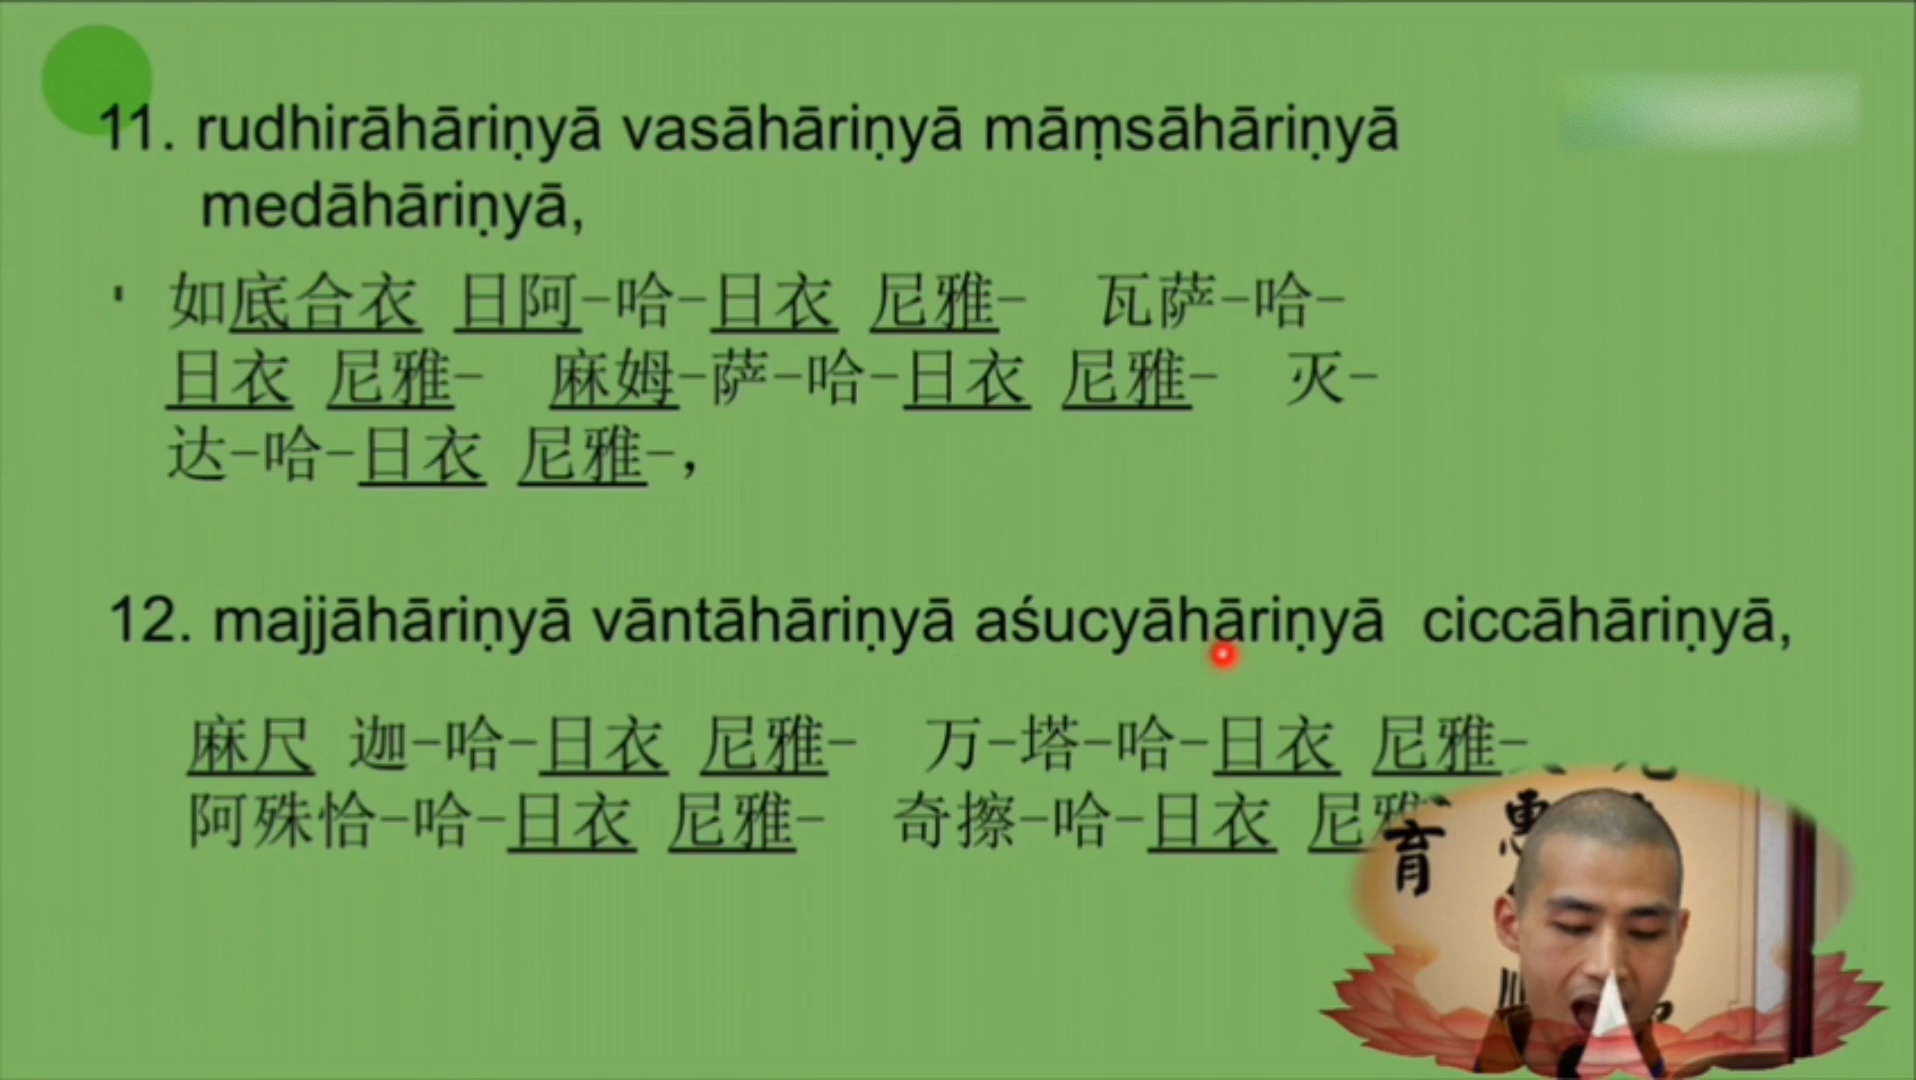 11. rudhirāhāriṇyā vasāhāriṇyā māṃsāhāriṇyā
medāhāriṇyā,
如底合衣 日阿-哈-日衣 尼雅- 瓦萨-哈-
日衣 尼雅- 麻姆-萨-哈-日衣 尼雅- 灭-
达-哈-日衣 尼雅-，
12. majjāhāriṇyā vāntāhāriṇyā aśucyāhāriṇyā ciccāhāriṇyā,
麻尺 迦-哈-日衣 尼雅- 万-塔-哈-日衣 尼雅-
阿殊恰-哈-日衣 尼雅- 奇擦-哈-日衣 尼雅
育